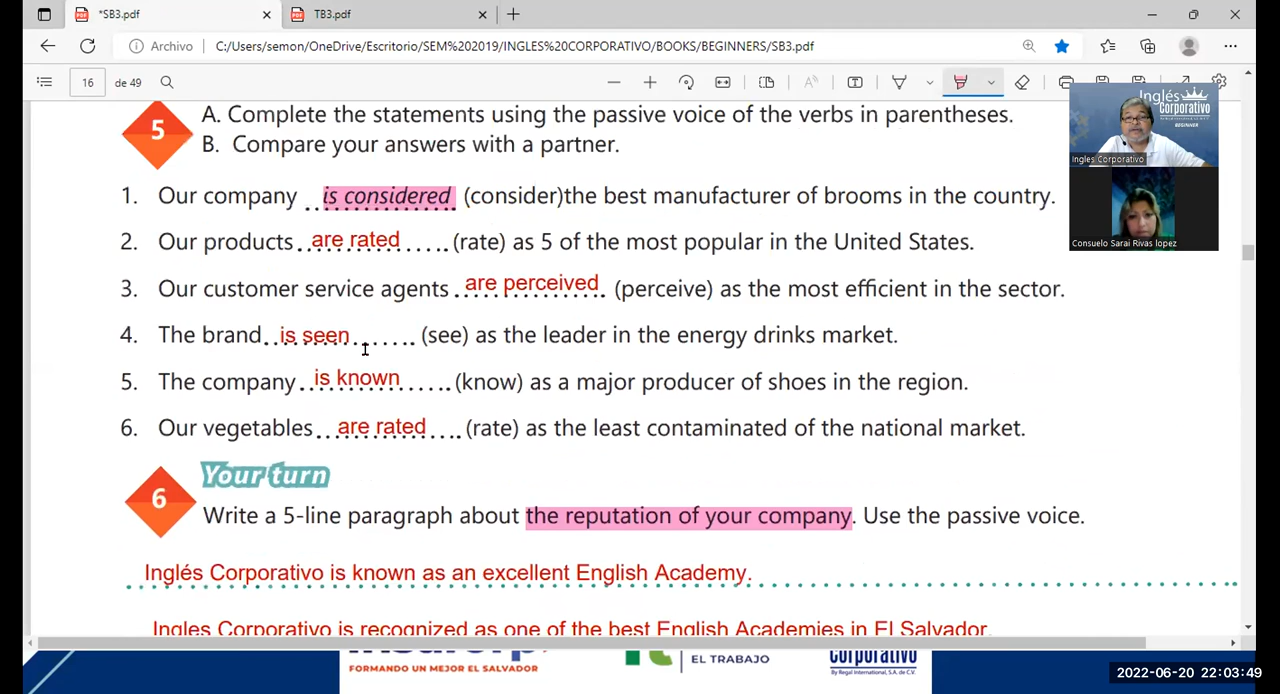 *SB3.pdf
TB3.pdf
Archivo
C:/Users/semon/OneDrive/Escritorio/SEM%202019/INGLES%20CORPORATIVO/BOOKS/BEGINNERS/SB3.pdf
16 de 49
5
A. Complete the statements using the passive voice of the verbs in parentheses.
B. Compare your answers with a partner.
Inglés
Corporativo
BEGINNER
Ingles Corporativo
Consuelo Sarai Rivas lopez
1. Our company ..is considered (consider)the best manufacturer of brooms in the country.
2. Our products are rated (rate) as 5 of the most popular in the United States.
3. Our customer service agents are perceived (perceive) as the most efficient in the sector.
4. The brand is seen (see) as the leader in the energy drinks market.
5. The company is known (know) as a major producer of shoes in the region.
6. Our vegetables are rated (rate) as the least contaminated of the national market.
6
Your turn
Write a 5-line paragraph about the reputation of your company. Use the passive voice.
Inglés Corporativo is known as an excellent English Academy.
Ingles Corporativo is recognized as one of the best English Academies in El Salvador.
FORMANDO UN MEJOR EL SALVADOR
EL TRABAJO
Corporativo
By Regal International, S.A. de C.V.
2022-06-20 22:03:49